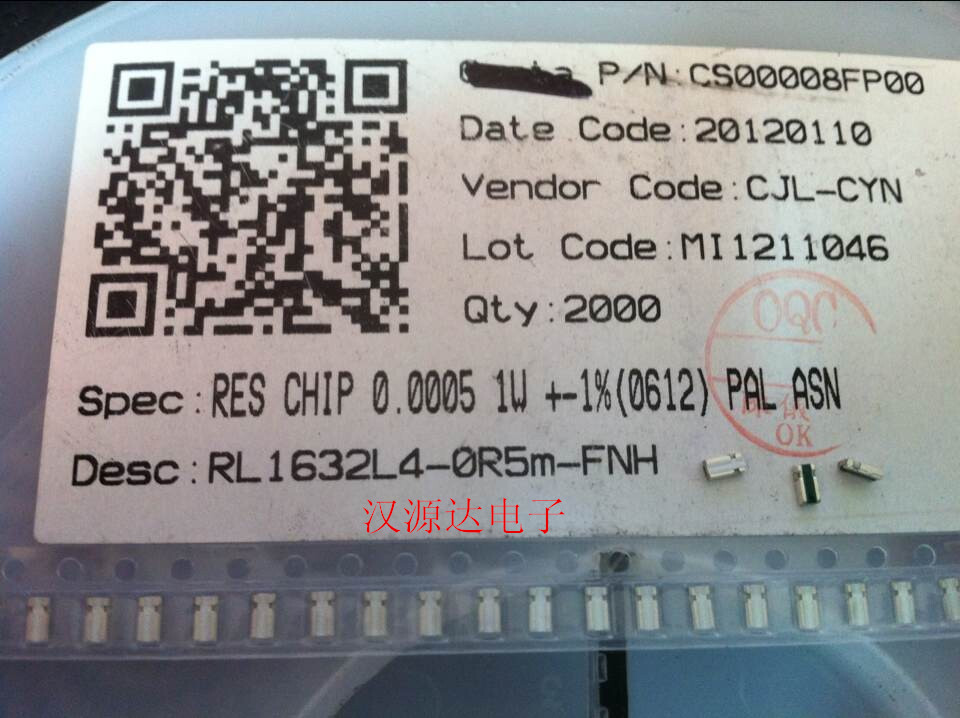 P/N:CS00008FP00
Date Code:20120110
Vendor Code:CJL-CYN
Lot Code:MI1211046
Qty:2000
OQC
Spec:RES CHIP 0.0005 1W +-1%(0612) PAL ASN
OK
Desc:RL1632L4-0R5m-FNH
汉源达电子